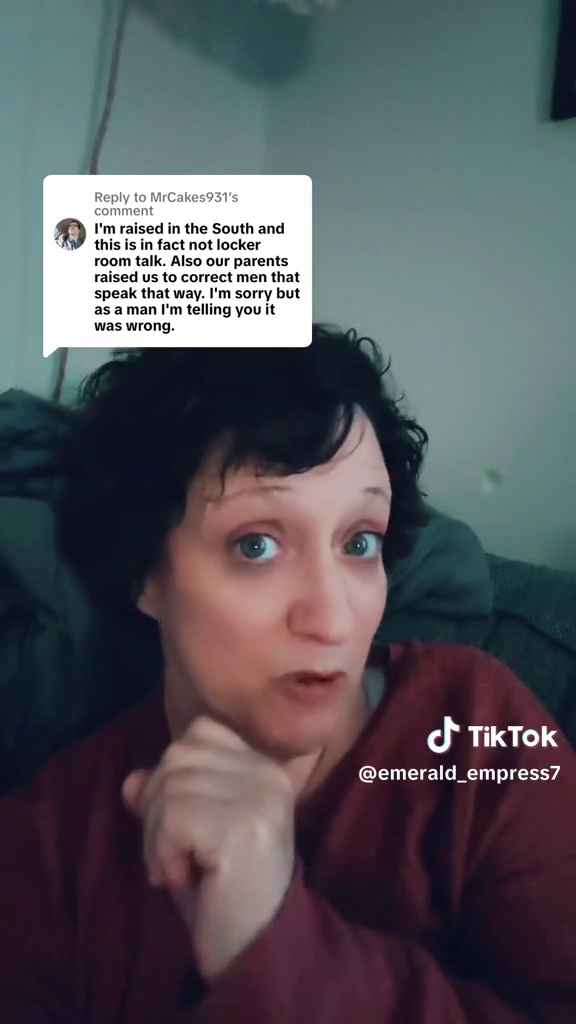 Reply to MrCakes931's
comment
I'm raised in the South and
this is in fact not locker
room talk. Also our parents
raised us to correct men that
speak that way. I'm sorry but
as a man I'm telling you it
was wrong.
TikTok
@emerald_empress7